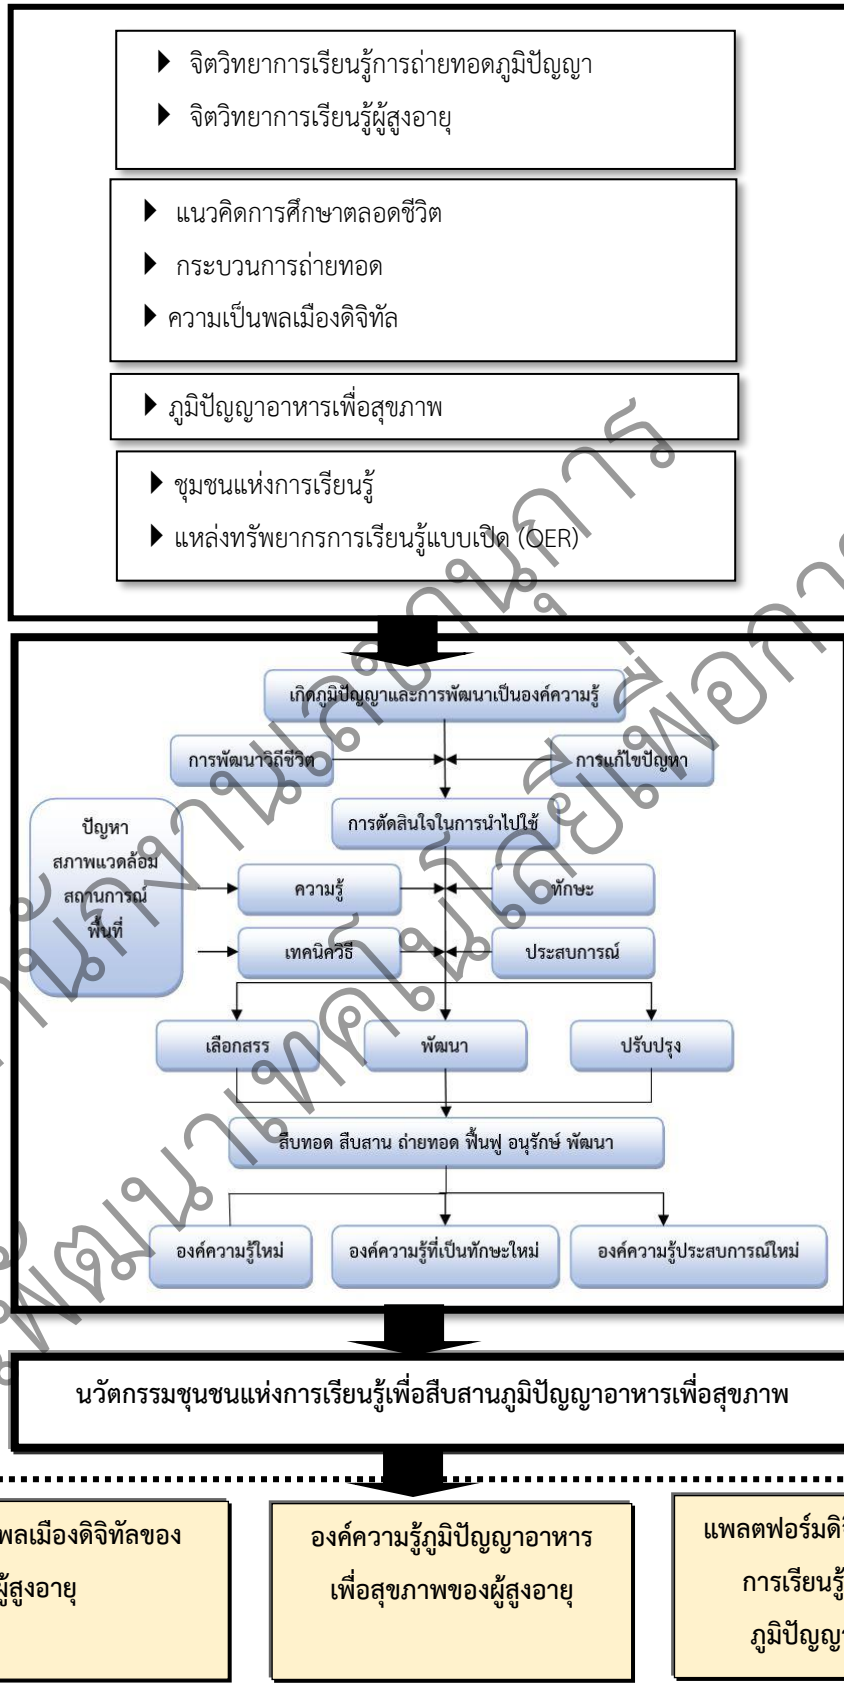 จิตวิทยาการเรียนรู้การถ่ายทอดภูมิปัญญา
จิตวิทยาการเรียนรู้ผู้สูงอายุ
แนวคิดการศึกษาตลอดชีวิต
กระบวนการถ่ายทอด
ความเป็นพลเมืองดิจิทัล
ภูมิปัญญาอาหารเพื่อสุขภาพ
ชุมชนแห่งการเรียนรู้
แหล่งทรัพยากรการเรียนรู้แบบเปิด (OER)
เกิดภูมิปัญญาและการพัฒนาเป็นองค์ความรู้
การพัฒนาวิถีชีวิต
การแก้ไขปัญหา
การตัดสินใจในการนำไปใช้
ปัญหา
สภาพแวดล้อม
สถานการณ์
พื้นที่
ความรู้
ทักษะ
เทคนิควิธี
ประสบการณ์
เลือกสรร
พัฒนา
ปรับปรุง
สืบทอด สืบสาน ถ่ายทอด ฟื้นฟู อนุรักษ์ พัฒนา
องค์ความรู้ใหม่
องค์ความรู้ที่เป็นทักษะใหม่
องค์ความรู้ประสบการณ์ใหม่
นวัตกรรมชุนชนแห่งการเรียนรู้เพื่อสืบสานภูมิปัญญาอาหารเพื่อสุขภาพ
พลเมืองดิจิทัลของ
ผู้สูงอายุ
องค์ความรู้ภูมิปัญญาอาหาร
เพื่อสุขภาพของผู้สูงอายุ
แพลตฟอร์มดิ
การเรียนรู้
ภูมิปัญญ